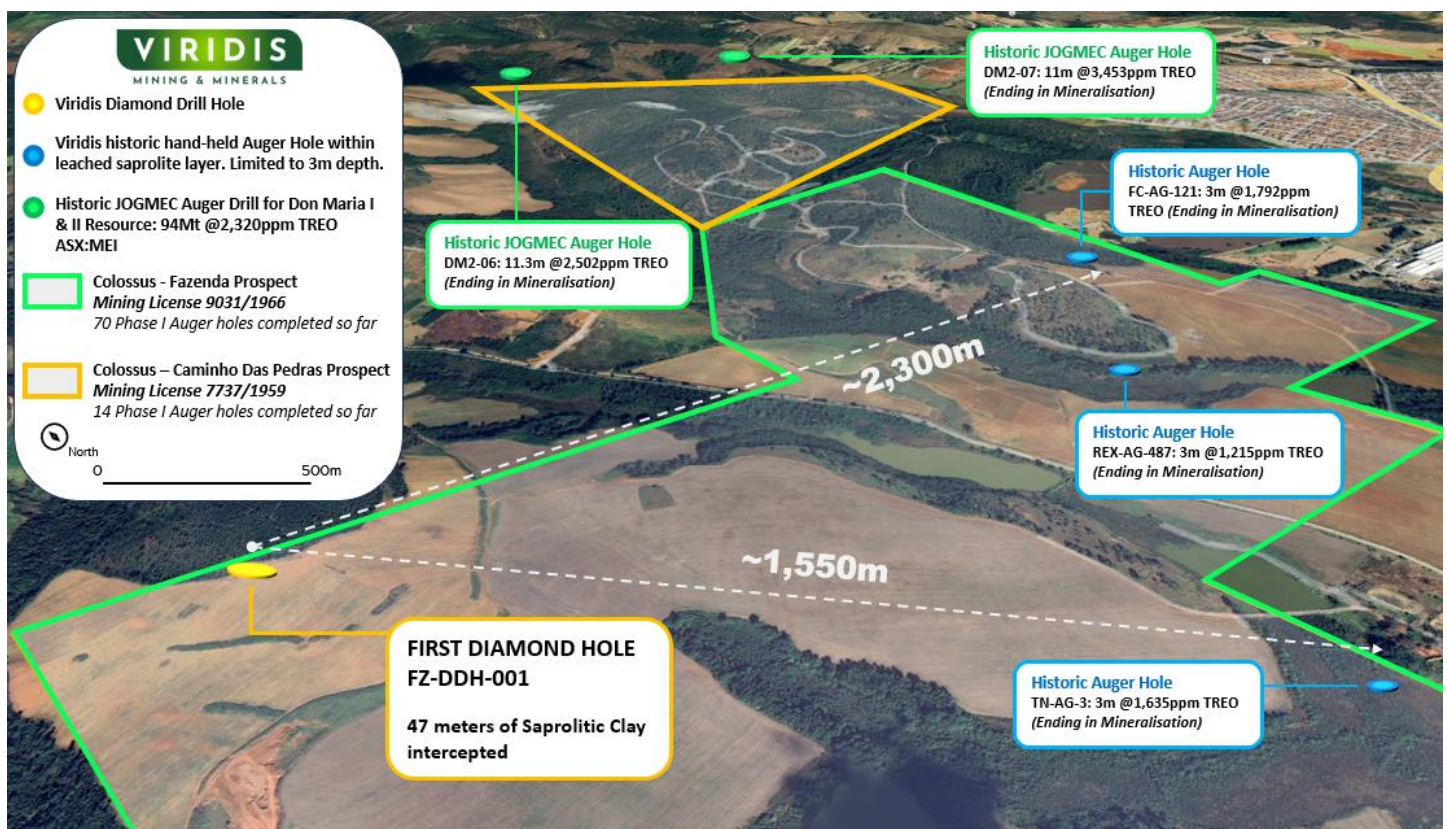 VIRIDIS
MINING & MINERALS
Viridis Diamond Drill Hole
Viridis historic hand-held Auger Hole within
leached saprolite layer. Limited to 3m depth.
Historic JOGMEC Auger Drill for Don Maria I
& II Resource: 94Mt @2,320ppm TREO
ASX:MEI
Colossus - Fazenda Prospect
Mining License 9031/1966
70 Phase I Auger holes completed so far
Colossus – Caminho Das Pedras Prospect
Mining License 7737/1959
14 Phase I Auger holes completed so far
North
0 500m
Historic JOGMEC Auger Hole
DM2-07: 11m @3,453ppm TREO
(Ending in Mineralisation)
Historic Auger Hole
FC-AG-121: 3m @1,792ppm
TREO (Ending in Mineralisation)
Historic JOGMEC Auger Hole
DM2-06: 11.3m @2,502ppm TREO
(Ending in Mineralisation)
~2,300m
Historic Auger Hole
REX-AG-487: 3m @1,215ppm TREO
(Ending in Mineralisation)
~1,550m
FIRST DIAMOND HOLE
FZ-DDH-001
47 meters of Saprolitic Clay
intercepted
Historic Auger Hole
TN-AG-3: 3m @1,635ppm TREO
(Ending in Mineralisation)